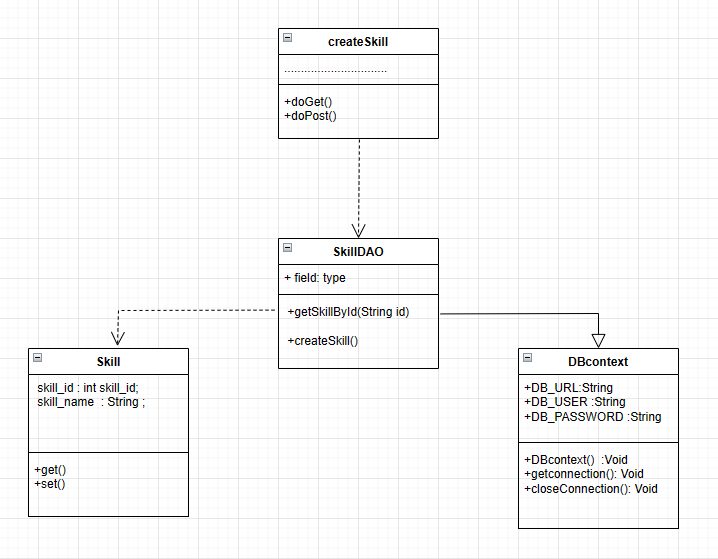 createSkill
................................
+doGet()
+doPost()
SkillDAO
+ field: type
+getSkillById(String id)
+createSkill()
Skill
skill_id : int skill_id;
skill_name : String ;
+get()
+set()
DBcontext
+DB_URL:String
+DB_USER :String
+DB_PASSWORD :String
+DBcontext() :Void
+getconnection(): Void
+closeConnection(): Void